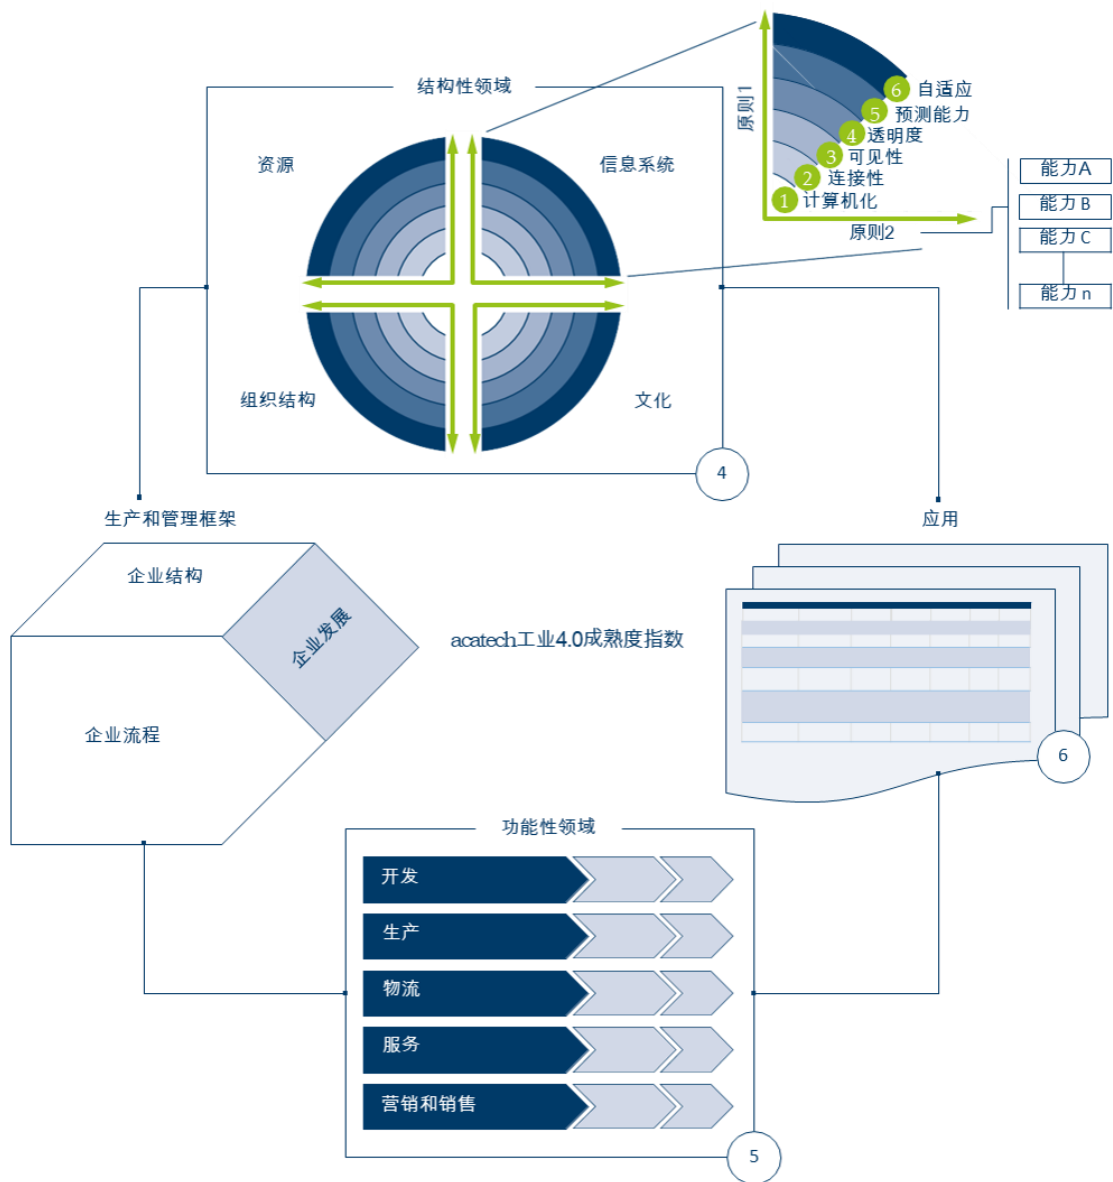 结构性领域
资源
信息系统
组织结构
文化
4
原则1
原则2
6 自适应
5 预测能力
4 透明度
3 可见性
2 连接性
1 计算机化
能力A
能力B
能力C
能力n
生产和管理框架
企业结构
企业发展
企业流程
acatech工业4.0成熟度指数
应用
6
功能性领域
开发
生产
物流
服务
营销和销售
5